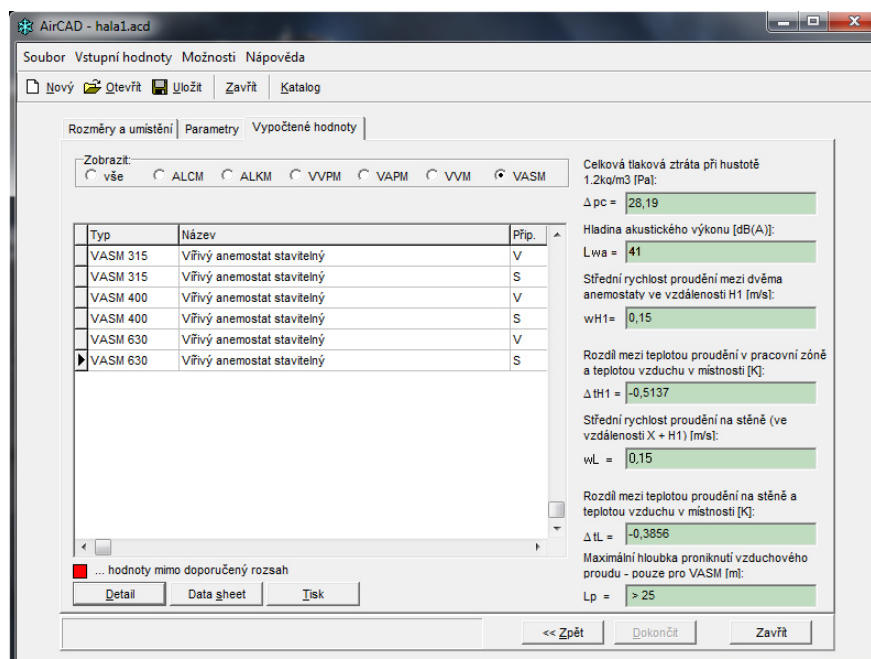 AirCAD - hala1.acd
Soubor Vstupní hodnoty Možnosti Nápověda
Nový Otevřít Uložit Zavřít Katalog
Rozměry a umístění Parametry Vypočtené hodnoty
Zobrazit:
vše ALCM ALKM VVPM VAPM VVM VASM
Typ Název Přip.
VASM 315 Vířivý anemostat stavitelný V
VASM 315 Vířivý anemostat stavitelný S
VASM 400 Vířivý anemostat stavitelný V
VASM 400 Vířivý anemostat stavitelný S
VASM 630 Vířivý anemostat stavitelný V
VASM 630 Vířivý anemostat stavitelný S
... hodnoty mimo doporučený rozsah
Detail Data sheet Tisk
Celková tlaková ztráta při hustotě
1.2kg/m3 [Pa]:
Δ pc = 28,19
Hladina akustického výkonu [dB(A)]:
Lwa = 41
Střední rychlost proudění mezi dvěma
anemostaty ve vzdálenosti H1 [m/s]:
wH1= 0,15
Rozdíl mezi teplotou proudění v pracovní zóně
a teplotou vzduchu v místnosti [K]:
Δ tH1 = -0,5137
Střední rychlost proudění na stěně (ve
vzdálenosti X + H1) [m/s]:
wL = 0,15
Rozdíl mezi teplotou proudění na stěně a
teplotou vzduchu v místnosti [K]:
Δ tL = -0,3856
Maximální hloubka proniknutí vzduchového
proudu - pouze pro VASM [m]:
Lp = > 25
<< Zpět Dokončit Zavřít